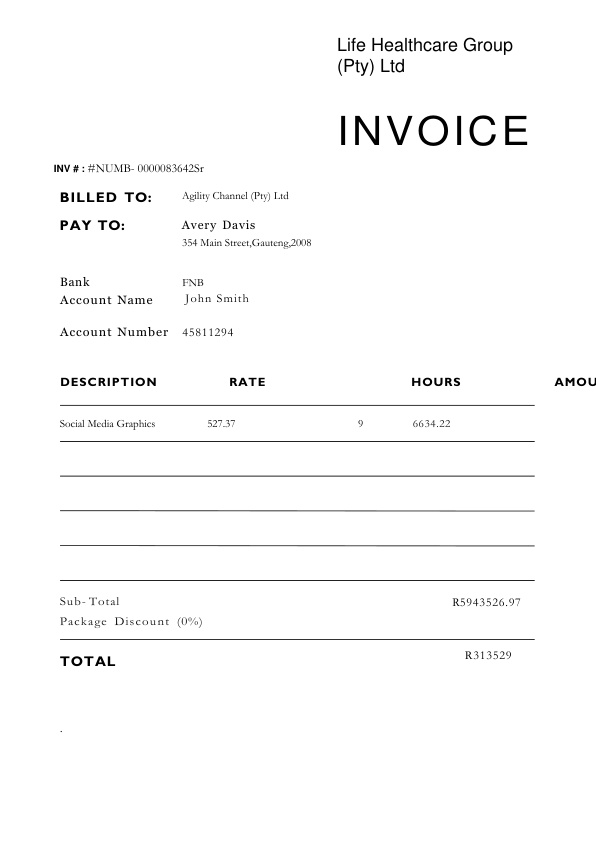 Life Healthcare Group
(Pty) Ltd
INVOICE
INV # : #NUMB- 0000083642Sr
BILLED TO: Agility Channel (Pty) Ltd
PAY TO: Avery Davis
354 Main Street,Gauteng,2008
Bank FNB
Account Name John Smith
Account Number 45811294
DESCRIPTION RATE HOURS AMOU
Social Media Graphics 527.37 9 6634.22
Sub-Total R5943526.97
Package Discount (0%)
TOTAL R313529
.